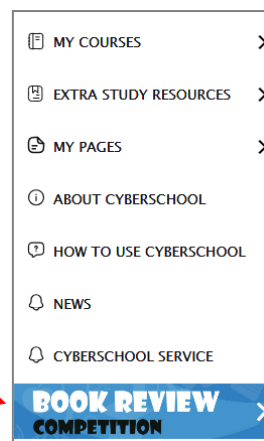 MY COURSES
EXTRA STUDY RESOURCES
MY PAGES
ABOUT CYBERSCHOOL
HOW TO USE CYBERSCHOOL
NEWS
CYBERSCHOOL SERVICE
BOOK REVIEW
COMPETITION